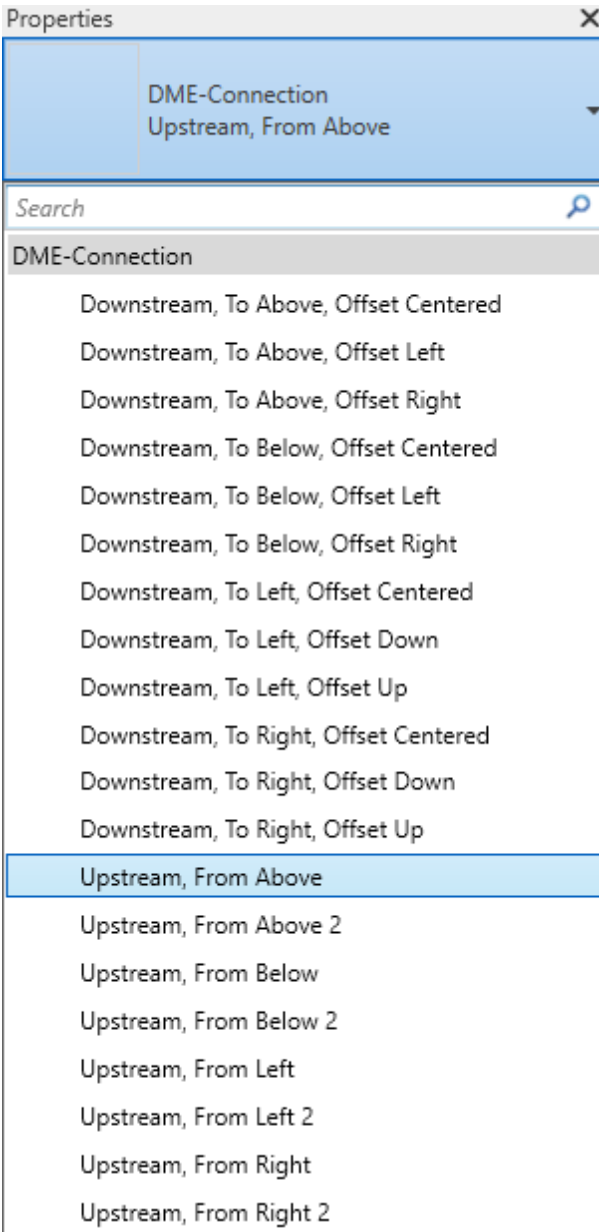 Properties
DME-Connection
Upstream, From Above
Search
DME-Connection
Downstream, To Above, Offset Centered
Downstream, To Above, Offset Left
Downstream, To Above, Offset Right
Downstream, To Below, Offset Centered
Downstream, To Below, Offset Left
Downstream, To Below, Offset Right
Downstream, To Left, Offset Centered
Downstream, To Left, Offset Down
Downstream, To Left, Offset Up
Downstream, To Right, Offset Centered
Downstream, To Right, Offset Down
Downstream, To Right, Offset Up
Upstream, From Above
Upstream, From Above 2
Upstream, From Below
Upstream, From Below 2
Upstream, From Left
Upstream, From Left 2
Upstream, From Right
Upstream, From Right 2